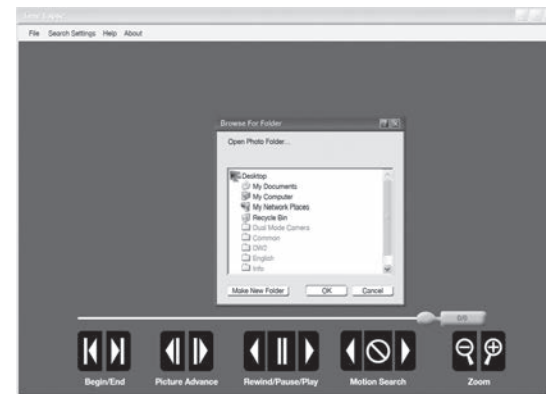 File Search Settings Help About
Browse For Folder
Open Photo Folder...
Desktop
My Documents
My Computer
My Network Places
Recycle Bin
Dual Mode Camera
Common
DW2
English
Info
Make New Folder OK Cancel
0/0
Begin/End Picture Advance Rewind/Pause/Play Motion Search Zoom